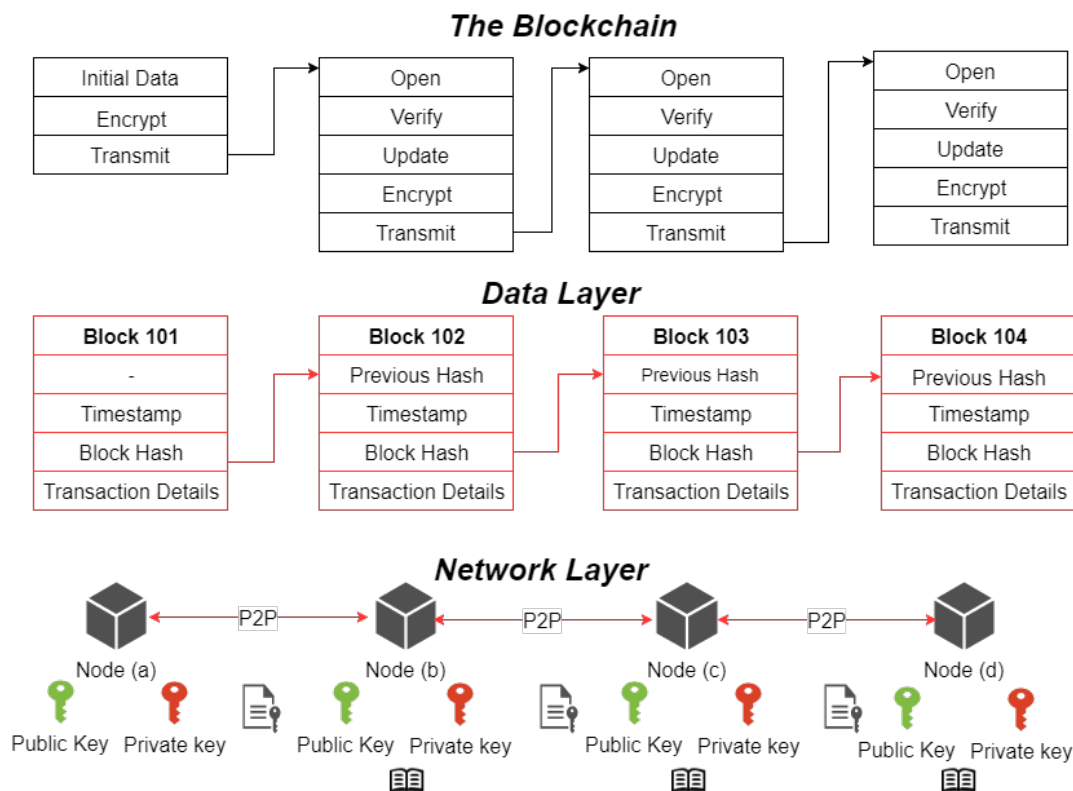 The Blockchain
Initial Data
Encrypt
Transmit
Open
Verify
Update
Encrypt
Transmit
Open
Verify
Update
Encrypt
Transmit
Open
Verify
Update
Encrypt
Transmit
Data Layer
Block 101
-
Timestamp
Block Hash
Transaction Details
Block 102
Previous Hash
Timestamp
Block Hash
Transaction Details
Block 103
Previous Hash
Timestamp
Block Hash
Transaction Details
Block 104
Previous Hash
Timestamp
Block Hash
Transaction Details
Network Layer
P2P
P2P
P2P
Node (a)
Node (b)
Node (c)
Node (d)
Public Key
Private key
Public Key
Private key
Public Key
Private key
Public Key
Private key